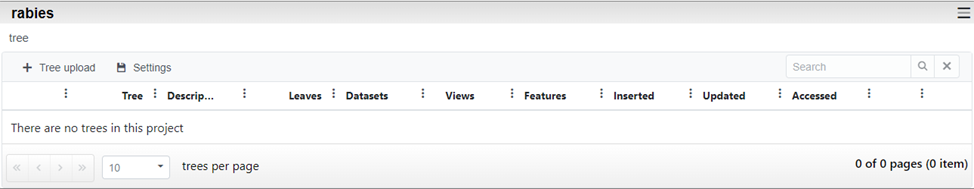 rabies
tree
Tree upload Settings Search
Tree Descrip... Leaves Datasets Views Features Inserted Updated Accessed
There are no trees in this project
10 trees per page 0 of 0 pages (0 item)